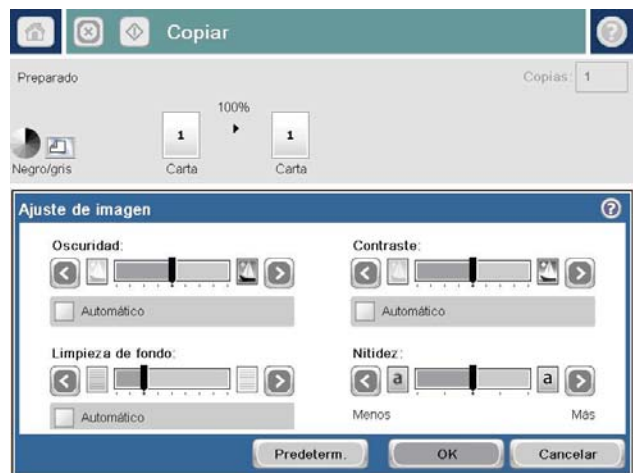 Copiar
Preparado
Copias: 1
100%
1 1
Negro/gris Carta Carta
Ajuste de imagen
Oscuridad: Contraste:
Automático Automático
Limpieza de fondo: Nitidez:
a a
Automático Menos Más
Predeterm. OK Cancelar